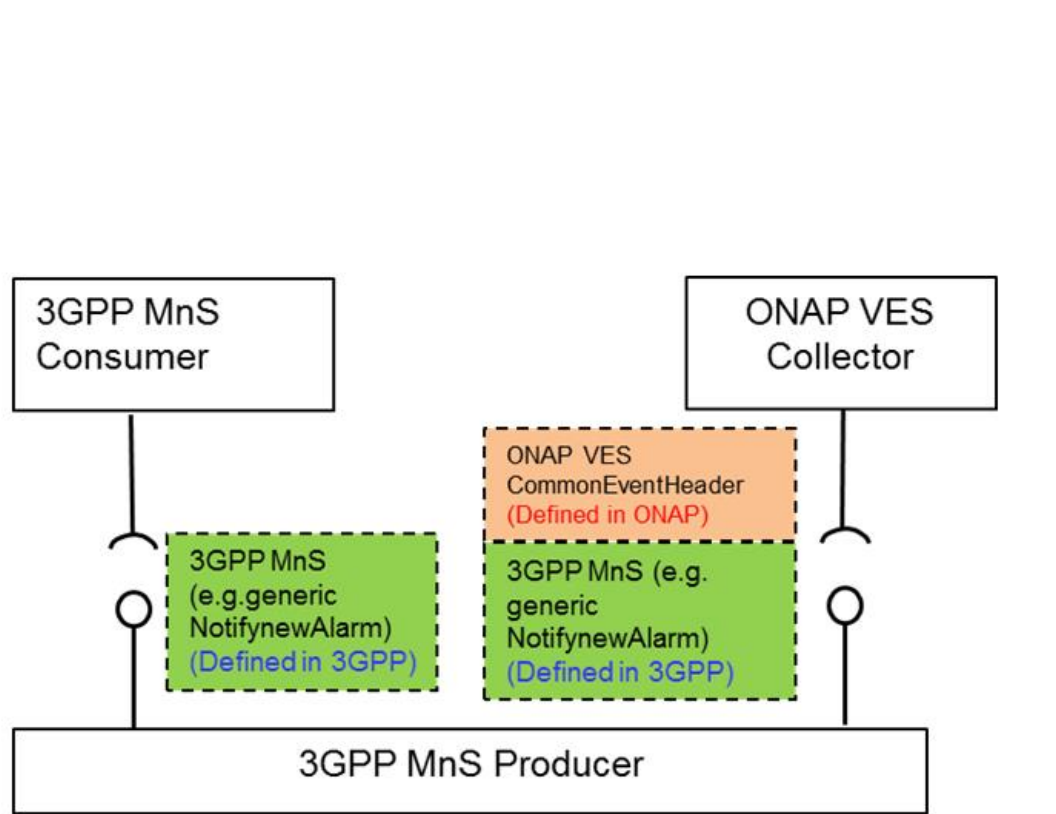 3GPP MnS
Consumer
ONAP VES
Collector
ONAP VES
CommonEventHeader
(Defined in ONAP)
3GPP MnS
(e.g.generic
NotifynewAlarm)
(Defined in 3GPP)
3GPP MnS (e.g.
generic
NotifynewAlarm)
(Defined in 3GPP)
3GPP MnS Producer